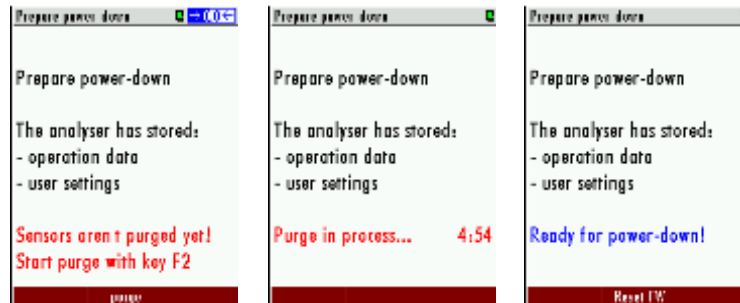 Prepare power down
→0.0←
Prepare power-down
The analyser has stored:
- operation data
- user settings
Sensors aren't purged yet!
Start purge with key F2
purge
Prepare power down
Prepare power-down
The analyser has stored:
- operation data
- user settings
Purge in process... 4:54
Prepare power down
Prepare power-down
The analyser has stored:
- operation data
- user settings
Ready for power-down!
Reset FW